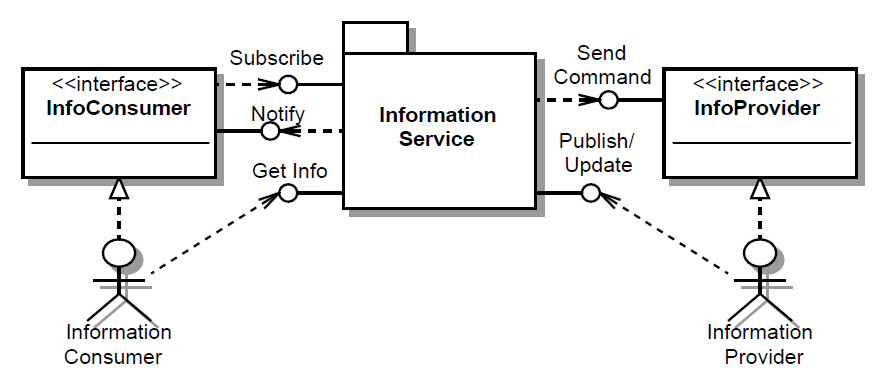 Subscribe
<<interface>>
InfoConsumer
Notify
Get Info
Information
Service
Send
Command
<<interface>>
InfoProvider
Publish/
Update
Information
Consumer
Information
Provider